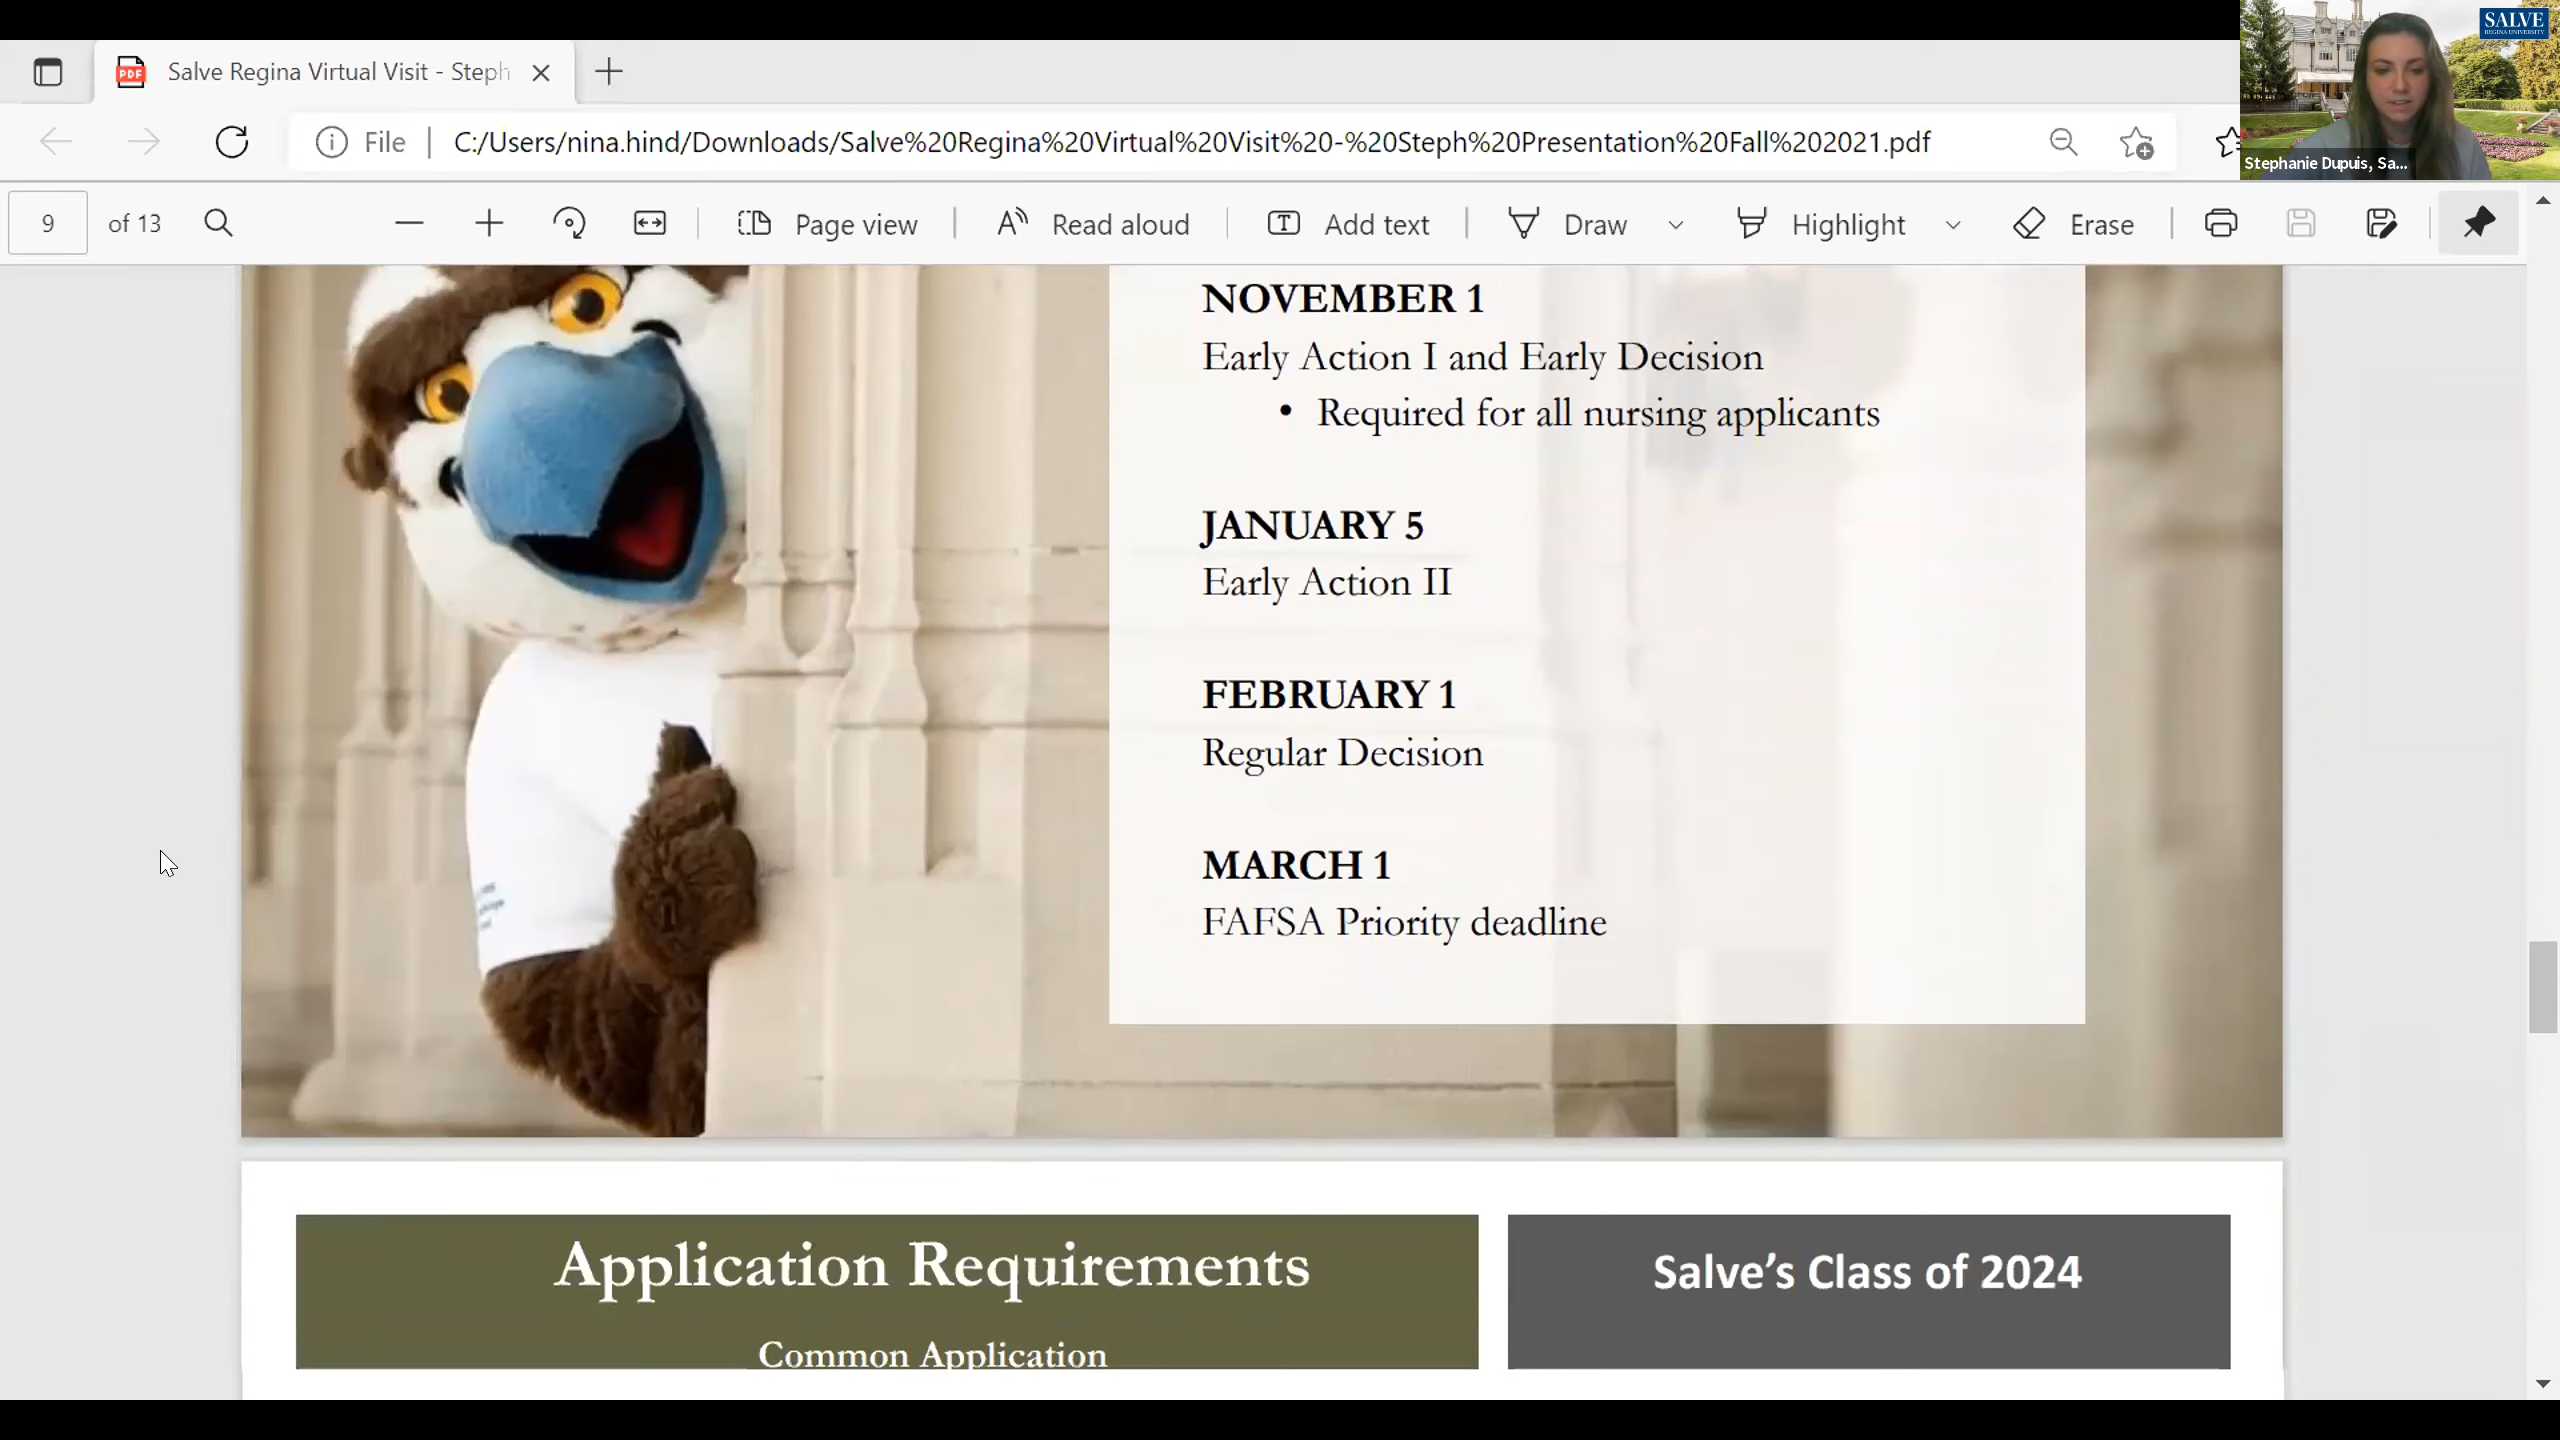 SALVE
REGINA UNIVERSITY
Salve Regina Virtual Visit - Steph
File
C:/Users/nina.hind/Downloads/Salve%20Regina%20Virtual%20Visit%20-%20Steph%20Presentation%20Fall%202021.pdf
Stephanie Dupuis, Sa...
9 of 13
Page view
Read aloud
Add text
Draw
Highlight
Erase
NOVEMBER 1
Early Action I and Early Decision
• Required for all nursing applicants
JANUARY 5
Early Action II
FEBRUARY 1
Regular Decision
MARCH 1
FAFSA Priority deadline
Application Requirements
Common Application
Salve’s Class of 2024